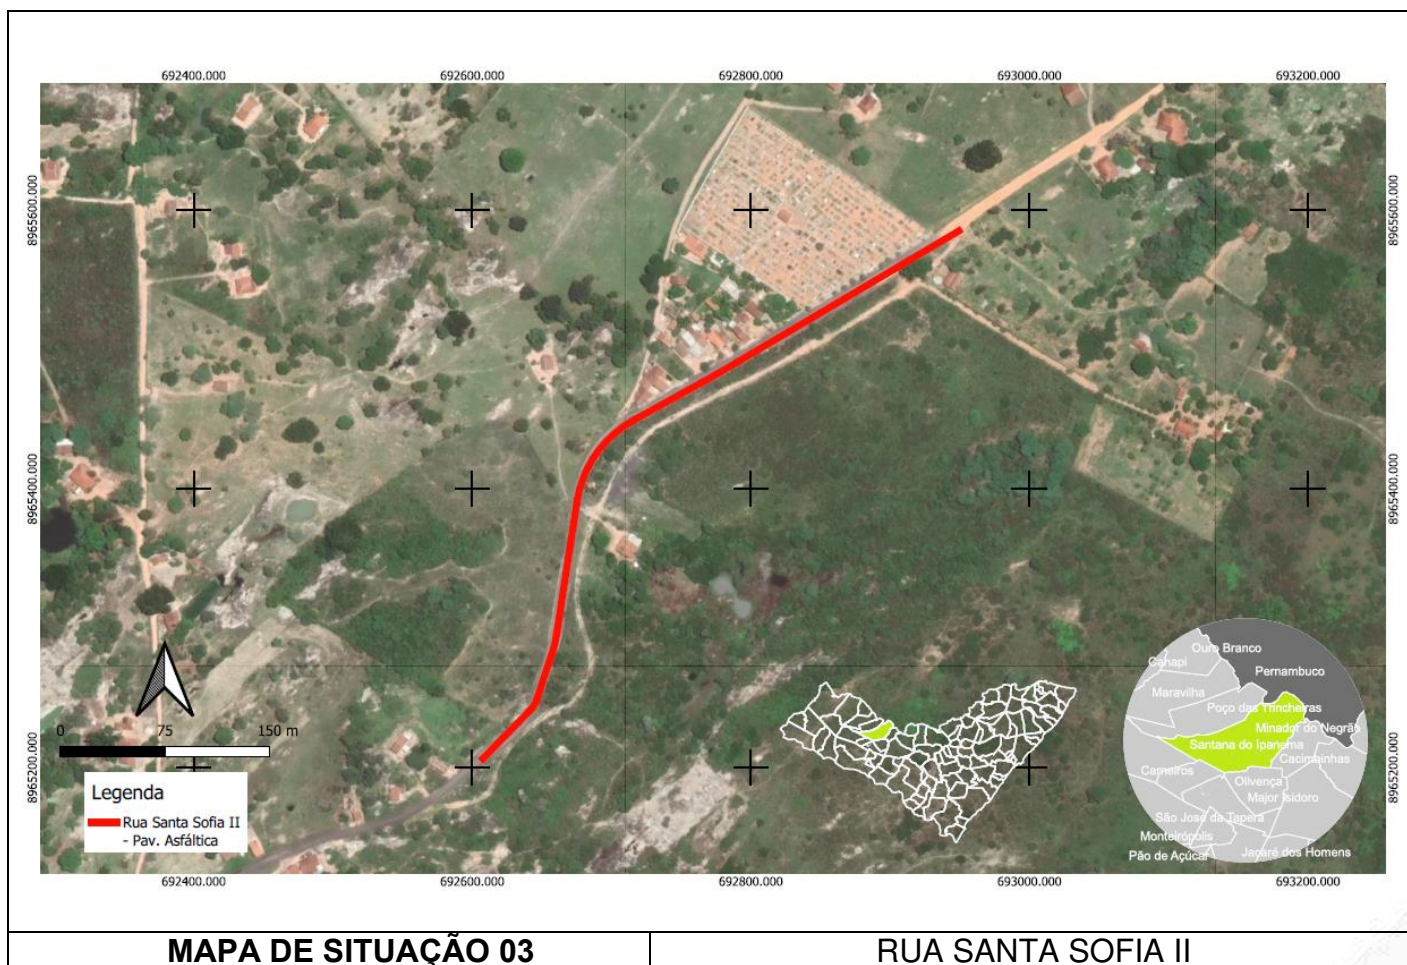 692400.000
692600.000
692800.000
693000.000
693200.000
8965600.000
8965600.000
8965400.000
8965400.000
8965200.000
8965200.000
Ouro Branco
Canapi
Pernambuco
Maravilha
Poço das Trincheiras
Minador do Negrão
Santana do Ipanema
Cacimbinhas
Carneiros
Olivença
Major Isidoro
São José da Tapera
Monteirópolis
Pão de Açúcar
Jacaré dos Homens
0 75 150 m
Legenda
Rua Santa Sofia II
- Pav. Asfáltica
692400.000
692600.000
692800.000
693000.000
693200.000
MAPA DE SITUAÇÃO 03
RUA SANTA SOFIA II